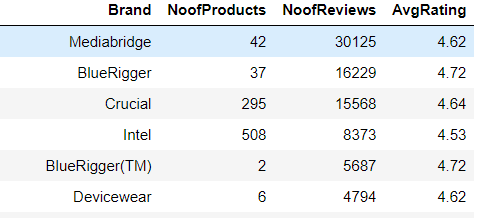 Brand NoofProducts NoofReviews AvgRating
Mediabridge 42 30125 4.62
BlueRigger 37 16229 4.72
Crucial 295 15568 4.64
Intel 508 8373 4.53
BlueRigger(TM) 2 5687 4.72
Devicewear 6 4794 4.62